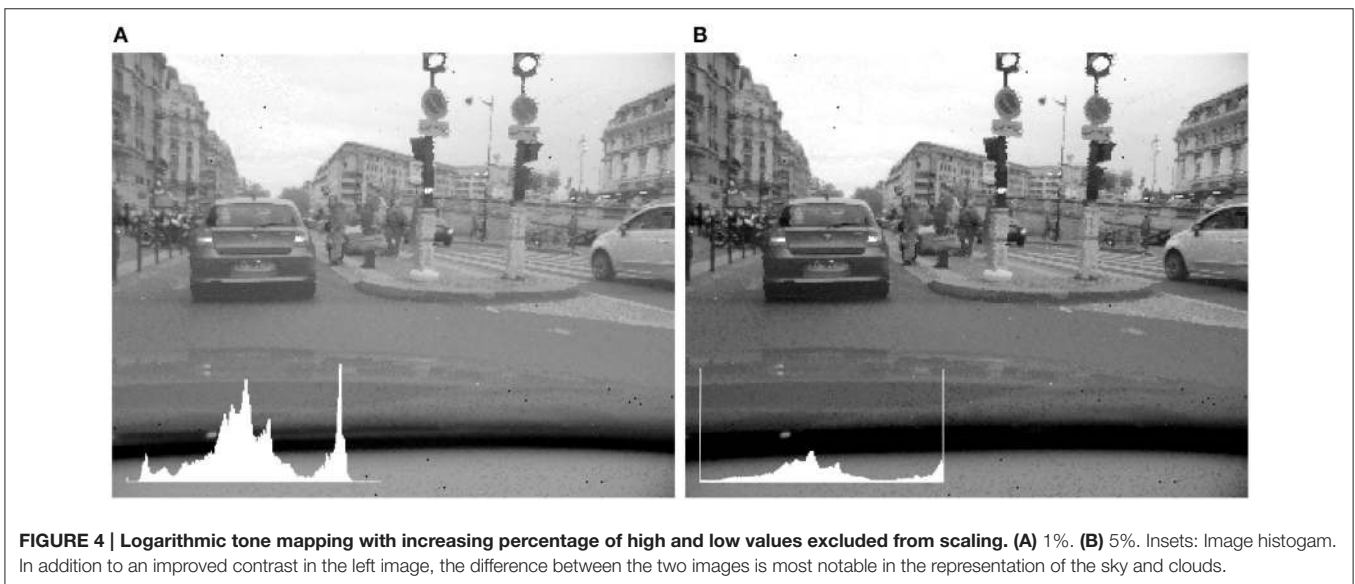 A
B
FIGURE 4 | Logarithmic tone mapping with increasing percentage of high and low values excluded from scaling. (A) 1%. (B) 5%. Insets: Image histogam.
In addition to an improved contrast in the left image, the difference between the two images is most notable in the representation of the sky and clouds.